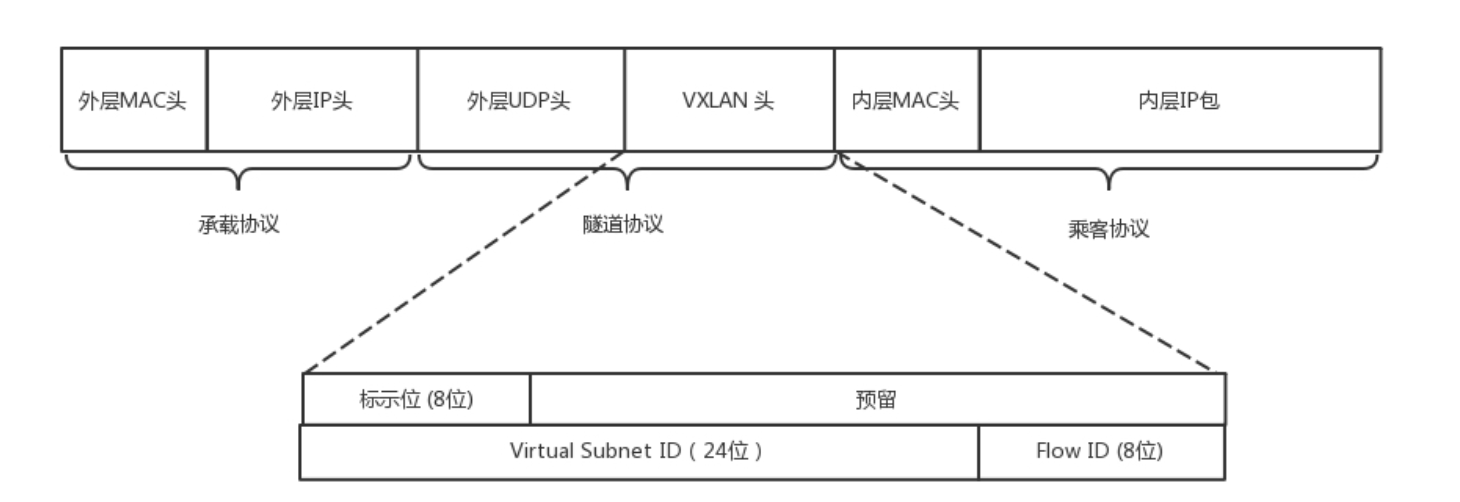 外层MAC头 外层IP头 外层UDP头 VXLAN 头 内层MAC头 内层IP包
承载协议 隧道协议 乘客协议
标示位 (8位) 预留
Virtual Subnet ID ( 24位 ) Flow ID (8位)